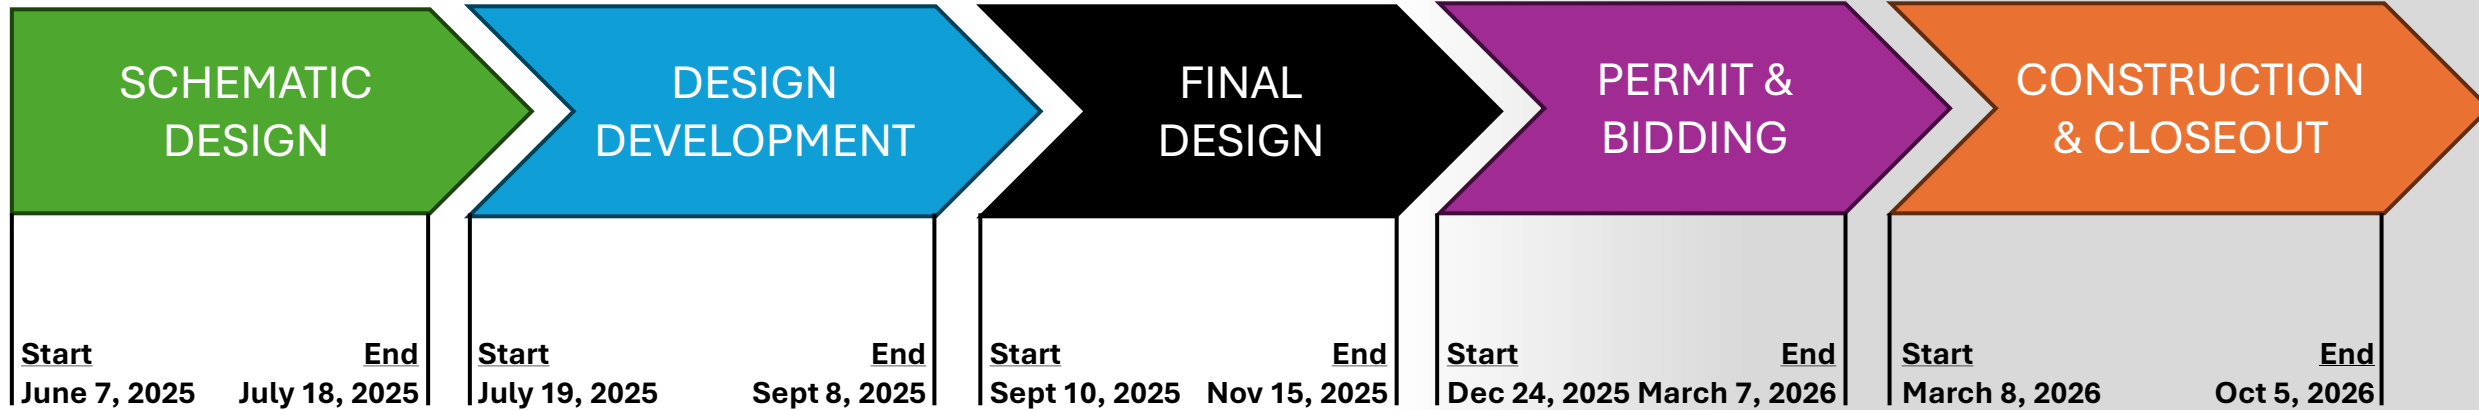 SCHEMATIC
DESIGN
DESIGN
DEVELOPMENT
FINAL
DESIGN
PERMIT &
BIDDING
CONSTRUCTION
& CLOSEOUT
Start End
June 7, 2025 July 18, 2025
Start End
July 19, 2025 Sept 8, 2025
Start End
Sept 10, 2025 Nov 15, 2025
Start End
Dec 24, 2025 March 7, 2026
Start End
March 8, 2026 Oct 5, 2026